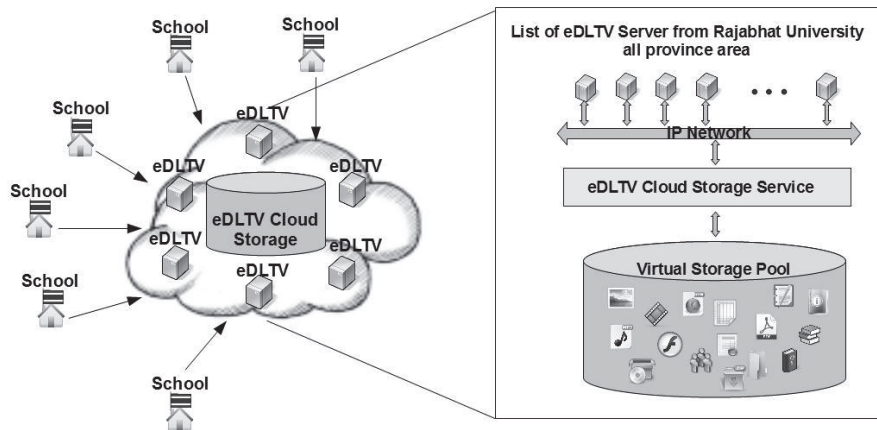 School
School
School
School
School
School
eDLTV
eDLTV
eDLTV
eDLTV Cloud
Storage
eDLTV
eDLTV
eDLTV
School
List of eDLTV Server from Rajabhat University
all province area
IP Network
eDLTV Cloud Storage Service
Virtual Storage Pool